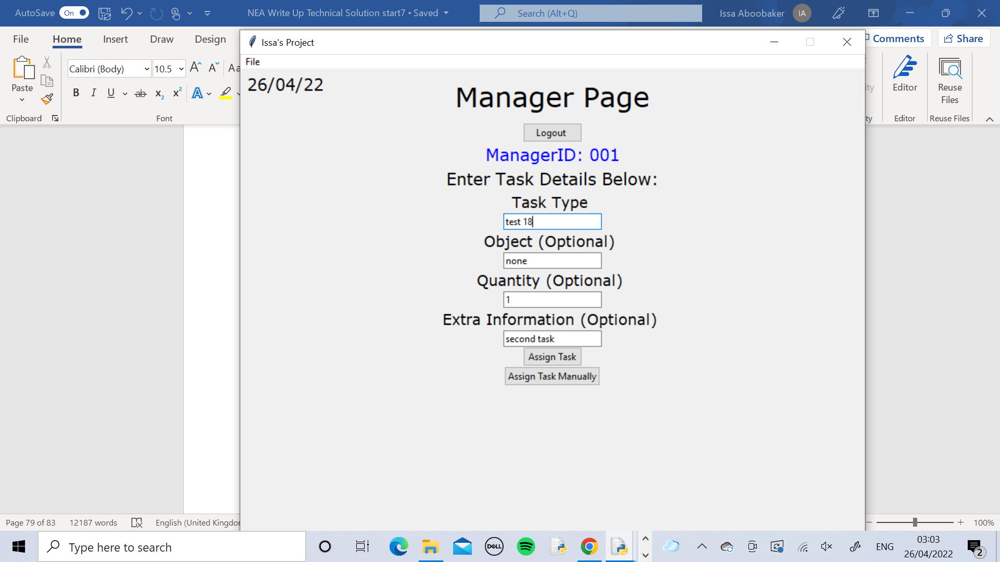 AutoSave On
NEA Write Up Technical Solution start7 • Saved
Search (Alt+Q)
Issa Aboobaker IA
File Home Insert Draw Design
Comments Share
Issa's Project
File
Calibri (Body) 10.5
Paste
B I U ab x2 x2 A
Clipboard
Font
Editor
Reuse Files
Editor
Reuse Files
26/04/22
Manager Page
Logout
ManagerID: 001
Enter Task Details Below:
Task Type
test 18
Object (Optional)
none
Quantity (Optional)
1
Extra Information (Optional)
second task
Assign Task
Assign Task Manually
Page 79 of 83 12187 words
100%
Type here to search
DELL
ENG
03:03
26/04/2022
2